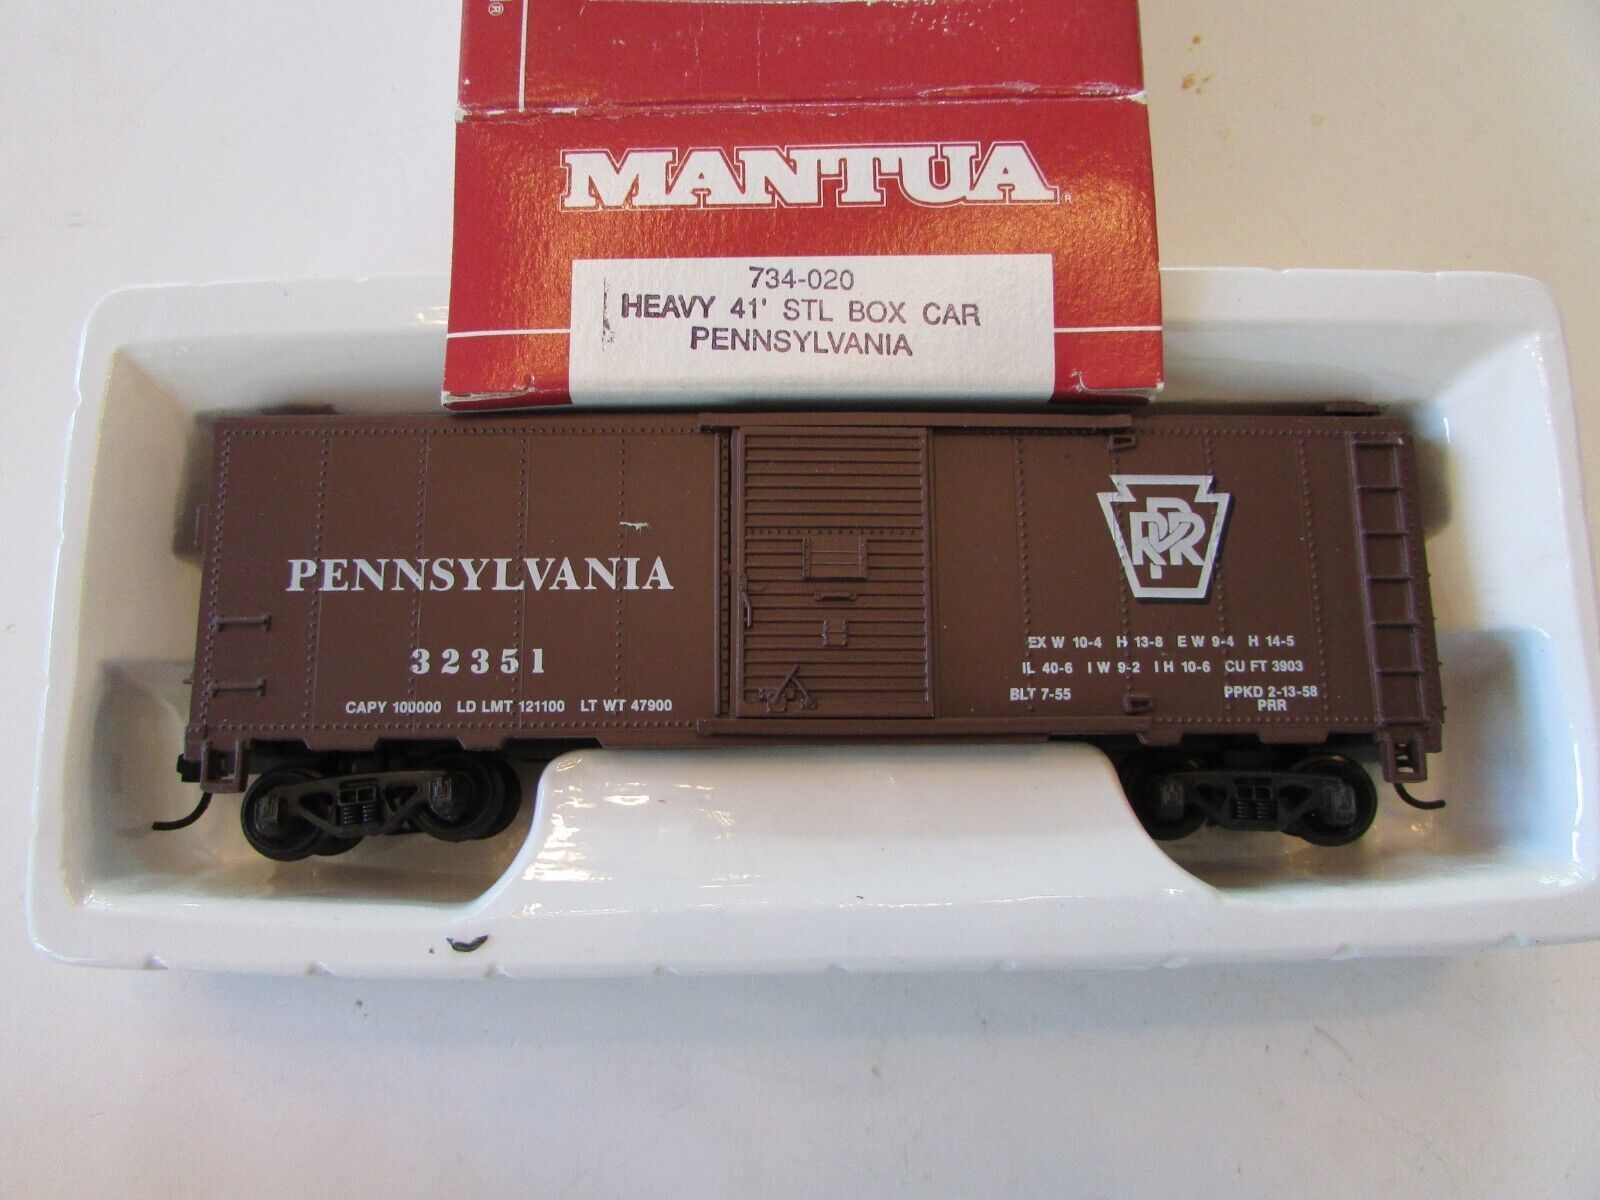 ®
MANTUA®
734-020
HEAVY 41' STL BOX CAR
PENNSYLVANIA
PENNSYLVANIA
32351
CAPY 100000 LD LMT 121100 LT WT 47900
PRR
EX W 10-4 H 13-8 E W 9-4 H 14-5
IL 40-6 I W 9-2 I H 10-6 CU FT 3903
BLT 7-55 PPKD 2-13-58
PRR